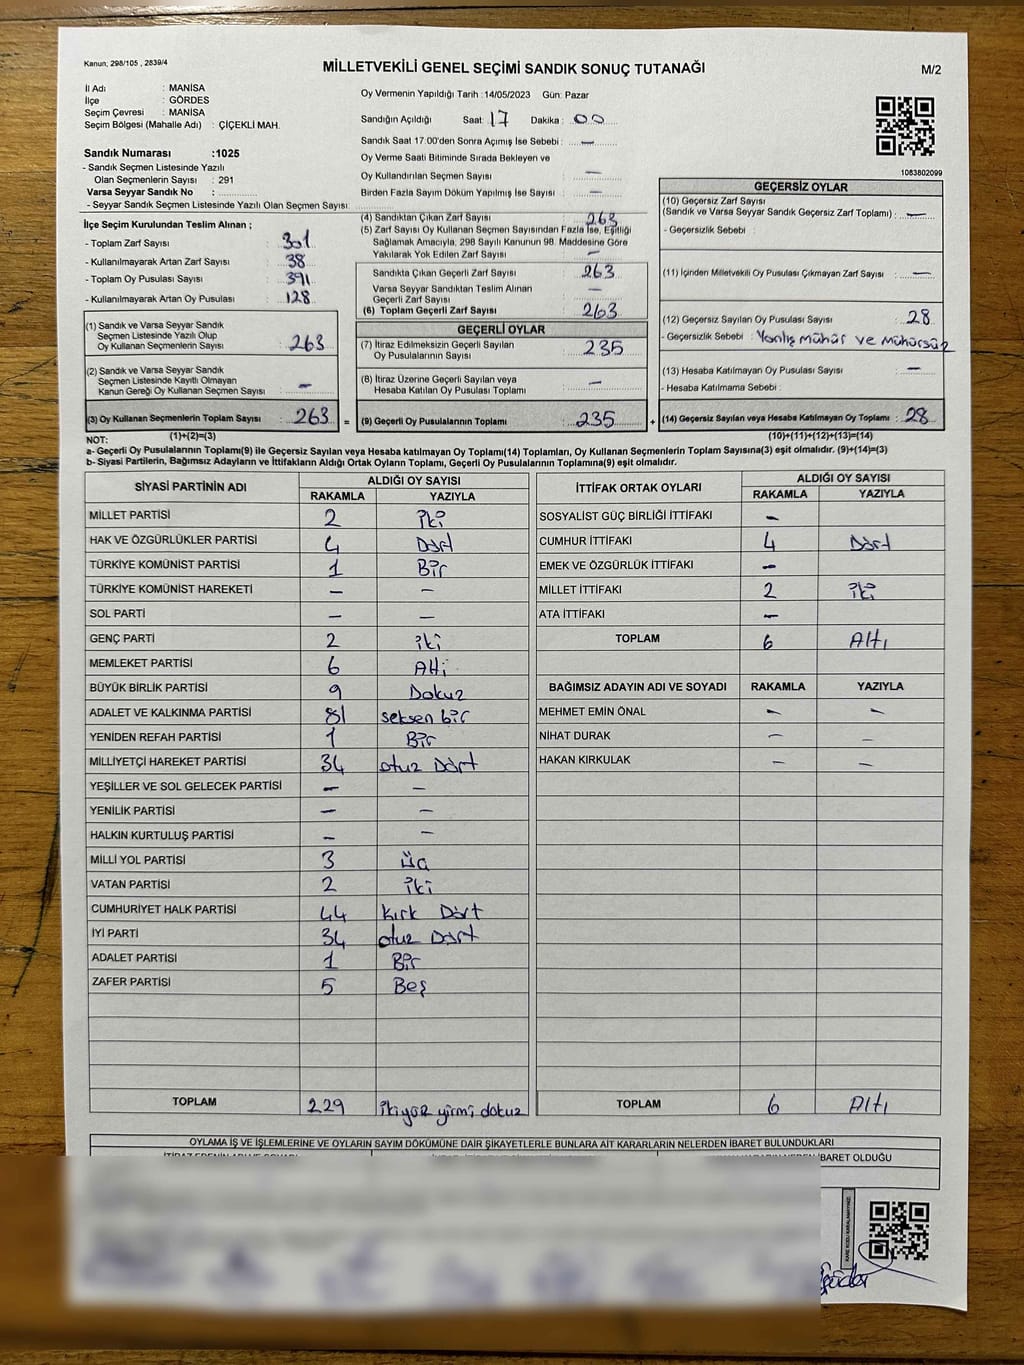 Kanun; 298/105 , 2839/4
MİLLETVEKİLİ GENEL SEÇİMİ SANDIK SONUÇ TUTANAĞI
M/2
İl Adı : MANİSA
İlçe : GÖRDES
Seçim Çevresi : MANİSA
Seçim Bölgesi (Mahalle Adı) : ÇİÇEKLİ MAH.
Sandık Numarası :1025
- Sandık Seçmen Listesinde Yazılı
Olan Seçmenlerin Sayısı : 291
Varsa Seyyar Sandık No :
- Seyyar Sandık Seçmen Listesinde Yazılı Olan Seçmen Sayısı:
Oy Vermenin Yapıldığı Tarih :14/05/2023 Gün: Pazar
Sandığın Açıldığı Saat: 17 Dakika : 00
Sandık Saat 17.00'den Sonra Açımış İse Sebebi : —
Oy Verme Saati Bitiminde Sırada Bekleyen ve
Oy Kullandırılan Seçmen Sayısı : —
Birden Fazla Sayım Döküm Yapılmış İse Sayısı : —
1083802099
İlçe Seçim Kurulundan Teslim Alınan ;
- Toplam Zarf Sayısı : 301
- Kullanılmayarak Artan Zarf Sayısı : 38
- Toplam Oy Pusulası Sayısı : 391
- Kullanılmayarak Artan Oy Pusulası : 128
(4) Sandıktan Çıkan Zarf Sayısı : 263
(5) Zarf Sayısı Oy Kullanan Seçmen Sayısından Fazla İse, Eşitliği
Sağlamak Amacıyla, 298 Sayılı Kanunun 98. Maddesine Göre
Yakılarak Yok Edilen Zarf Sayısı : —
Sandıkta Çıkan Geçerli Zarf Sayısı : 263
Varsa Seyyar Sandıktan Teslim Alınan
Geçerli Zarf Sayısı : —
(6) Toplam Geçerli Zarf Sayısı : 263
GEÇERSİZ OYLAR
(10) Geçersiz Zarf Sayısı
(Sandık ve Varsa Seyyar Sandık Geçersiz Zarf Toplamı) : —
- Geçersizlik Sebebi :
(11) İçinden Milletvekili Oy Pusulası Çıkmayan Zarf Sayısı : —
(12) Geçersiz Sayılan Oy Pusulası Sayısı : 28
- Geçersizlik Sebebi : Yanlış mühür ve mühürsüz
(13) Hesaba Katılmayan Oy Pusulası Sayısı : —
- Hesaba Katılmama Sebebi :
(1) Sandık ve Varsa Seyyar Sandık
Seçmen Listesinde Yazılı Olup
Oy Kullanan Seçmenlerin Sayısı : 263
(2) Sandık ve Varsa Seyyar Sandık
Seçmen Listesinde Kayıtlı Olmayan
Kanun Gereği Oy Kullanan Seçmen Sayısı : —
GEÇERLİ OYLAR
(7) İtiraz Edilmeksizin Geçerli Sayılan
Oy Pusulalarının Sayısı : 235
(8) İtiraz Üzerine Geçerli Sayılan veya
Hesaba Katılan Oy Pusulası Toplamı : —
(3) Oy Kullanan Seçmenlerin Toplam Sayısı : 263 = (9) Geçerli Oy Pusulalarının Toplamı : 235 + (14) Geçersiz Sayılan veya Hesaba Katılmayan Oy Toplamı : 28
NOT: (1)+(2)=(3) (10)+(11)+(12)+(13)=(14)
a- Geçerli Oy Pusulalarının Toplamı(9) ile Geçersiz Sayılan veya Hesaba katılmayan Oy Toplamı(14) Toplamları, Oy Kullanan Seçmenlerin Toplam Sayısına(3) eşit olmalıdır. (9)+(14)=(3)
b- Siyasi Partilerin, Bağımsız Adayların ve İttifakların Aldığı Ortak Oyların Toplamı, Geçerli Oy Pusulalarının Toplamına(9) eşit olmalıdır.
SİYASİ PARTİNİN ADI ALDIĞI OY SAYISI
RAKAMLA YAZIYLA
MİLLET PARTİSİ 2 iki
HAK VE ÖZGÜRLÜKLER PARTİSİ 4 Dört
TÜRKİYE KOMÜNİST PARTİSİ 1 Bir
TÜRKİYE KOMÜNİST HAREKETİ — —
SOL PARTİ — —
GENÇ PARTİ 2 iki
MEMLEKET PARTİSİ 6 Altı
BÜYÜK BİRLİK PARTİSİ 9 Dokuz
ADALET VE KALKINMA PARTİSİ 81 seksen bir
YENİDEN REFAH PARTİSİ 1 Bir
MİLLİYETÇİ HAREKET PARTİSİ 34 otuz Dört
YEŞİLLER VE SOL GELECEK PARTİSİ — —
YENİLİK PARTİSİ — —
HALKIN KURTULUŞ PARTİSİ — —
MİLLİ YOL PARTİSİ 3 üç
VATAN PARTİSİ 2 iki
CUMHURİYET HALK PARTİSİ 44 kırk Dört
İYİ PARTİ 34 otuz Dört
ADALET PARTİSİ 1 Bir
ZAFER PARTİSİ 5 Beş
TOPLAM 229 ikiyüz yirmi dokuz
İTTİFAK ORTAK OYLARI ALDIĞI OY SAYISI
RAKAMLA YAZIYLA
SOSYALİST GÜÇ BİRLİĞİ İTTİFAKI —
CUMHUR İTTİFAKI 4 Dört
EMEK VE ÖZGÜRLÜK İTTİFAKI —
MİLLET İTTİFAKI 2 iki
ATA İTTİFAKI —
TOPLAM 6 Altı
BAĞIMSIZ ADAYIN ADI VE SOYADI RAKAMLA YAZIYLA
MEHMET EMİN ÖNAL — —
NİHAT DURAK — —
HAKAN KIRKULAK — —
TOPLAM 6 Altı
OYLAMA İŞ VE İŞLEMLERİNE VE OYLARIN SAYIM DÖKÜMÜNE DAİR ŞİKAYETLERLE BUNLARA AİT KARARLARIN NELERDEN İBARET BULUNDUKLARI
İBARET OLDUĞU